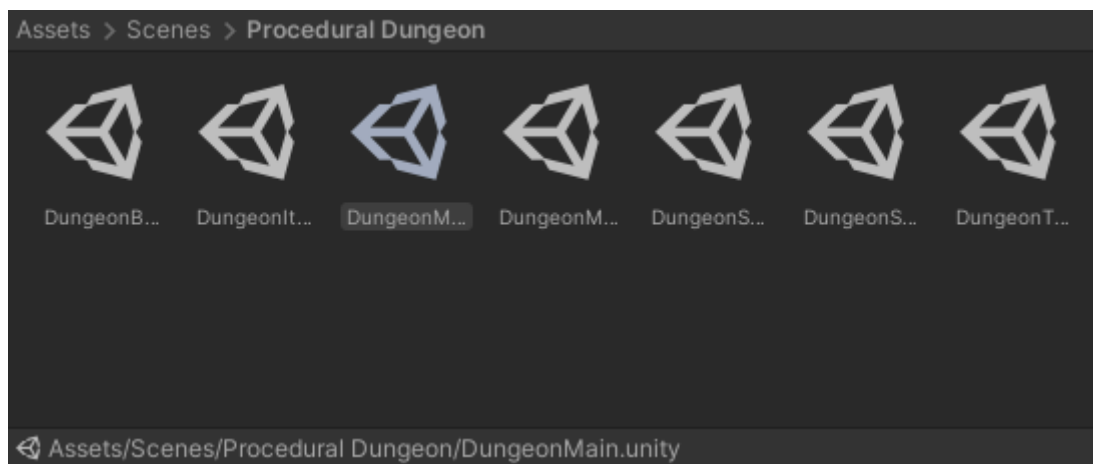 Assets > Scenes > Procedural Dungeon
DungeonB... DungeonIt... DungeonM... DungeonM... DungeonS... DungeonS... DungeonT...
Assets/Scenes/Procedural Dungeon/DungeonMain.unity